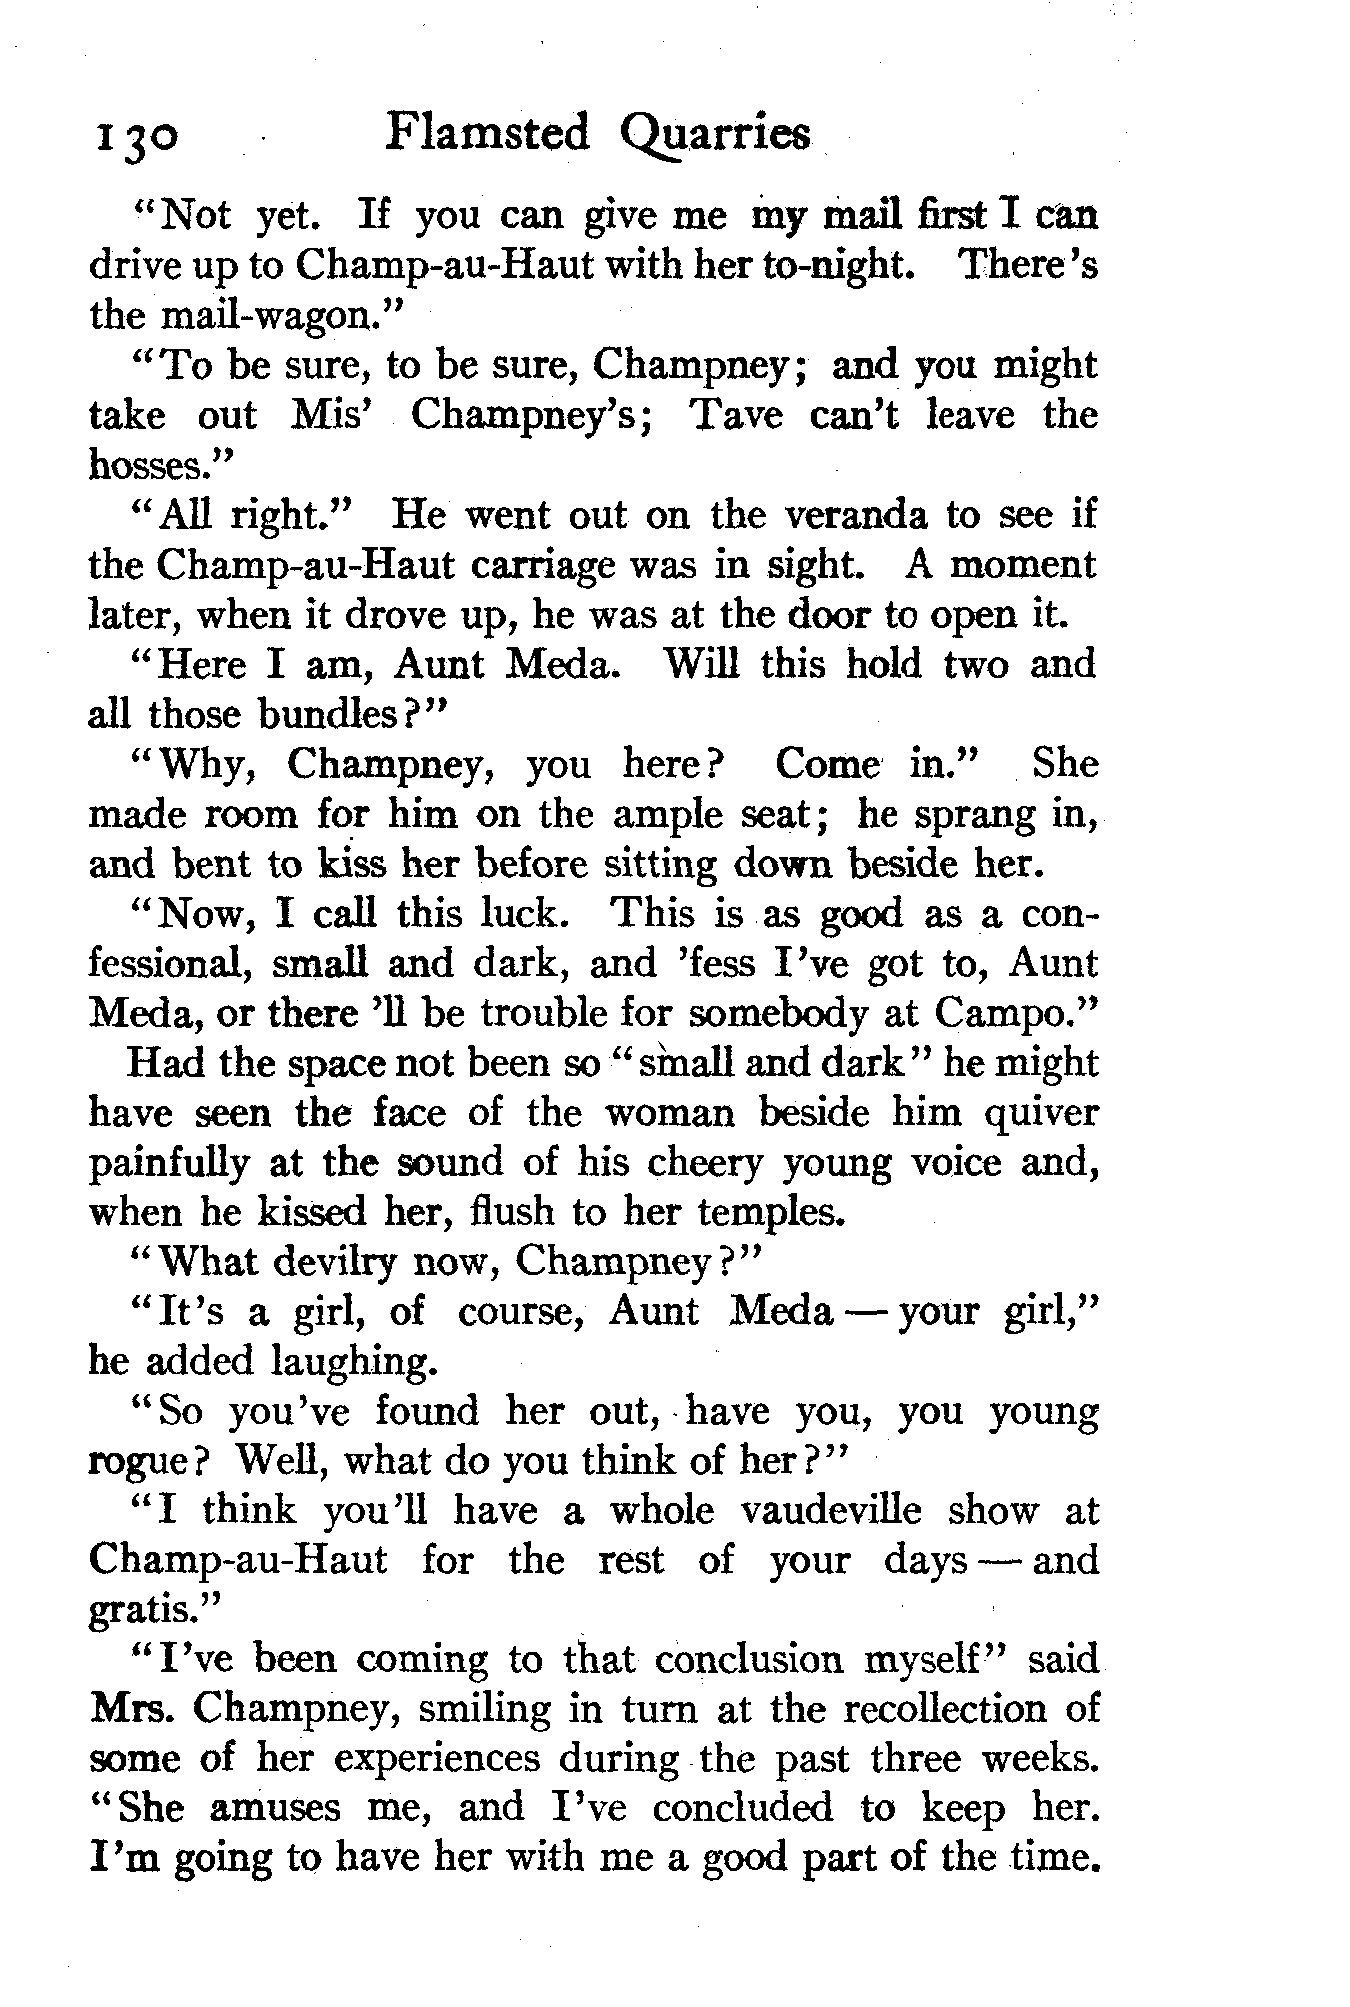 130 Flamsted Quarries
“Not yet. If you can give me my mail first I can
drive up to Champ-au-Haut with her to-night. There’s
the mail-wagon.”
“To be sure, to be sure, Champney; and you might
take out Mis’ Champney’s; Tave can’t leave the
hosses.”
“All right.” He went out on the veranda to see if
the Champ-au-Haut carriage was in sight. A moment
later, when it drove up, he was at the door to open it.
“Here I am, Aunt Meda. Will this hold two and
all those bundles?”
“Why, Champney, you here? Come in.” She
made room for him on the ample seat; he sprang in,
and bent to kiss her before sitting down beside her.
“Now, I call this luck. This is as good as a con-
fessional, small and dark, and ’fess I’ve got to, Aunt
Meda, or there ’ll be trouble for somebody at Campo.”
Had the space not been so “small and dark” he might
have seen the face of the woman beside him quiver
painfully at the sound of his cheery young voice and,
when he kissed her, flush to her temples.
“What devilry now, Champney?”
“It’s a girl, of course, Aunt Meda — your girl,”
he added laughing.
“So you’ve found her out, have you, you young
rogue? Well, what do you think of her?”
“I think you’ll have a whole vaudeville show at
Champ-au-Haut for the rest of your days — and
gratis.”
“I’ve been coming to that conclusion myself” said
Mrs. Champney, smiling in turn at the recollection of
some of her experiences during the past three weeks.
“She amuses me, and I’ve concluded to keep her.
I’m going to have her with me a good part of the time.